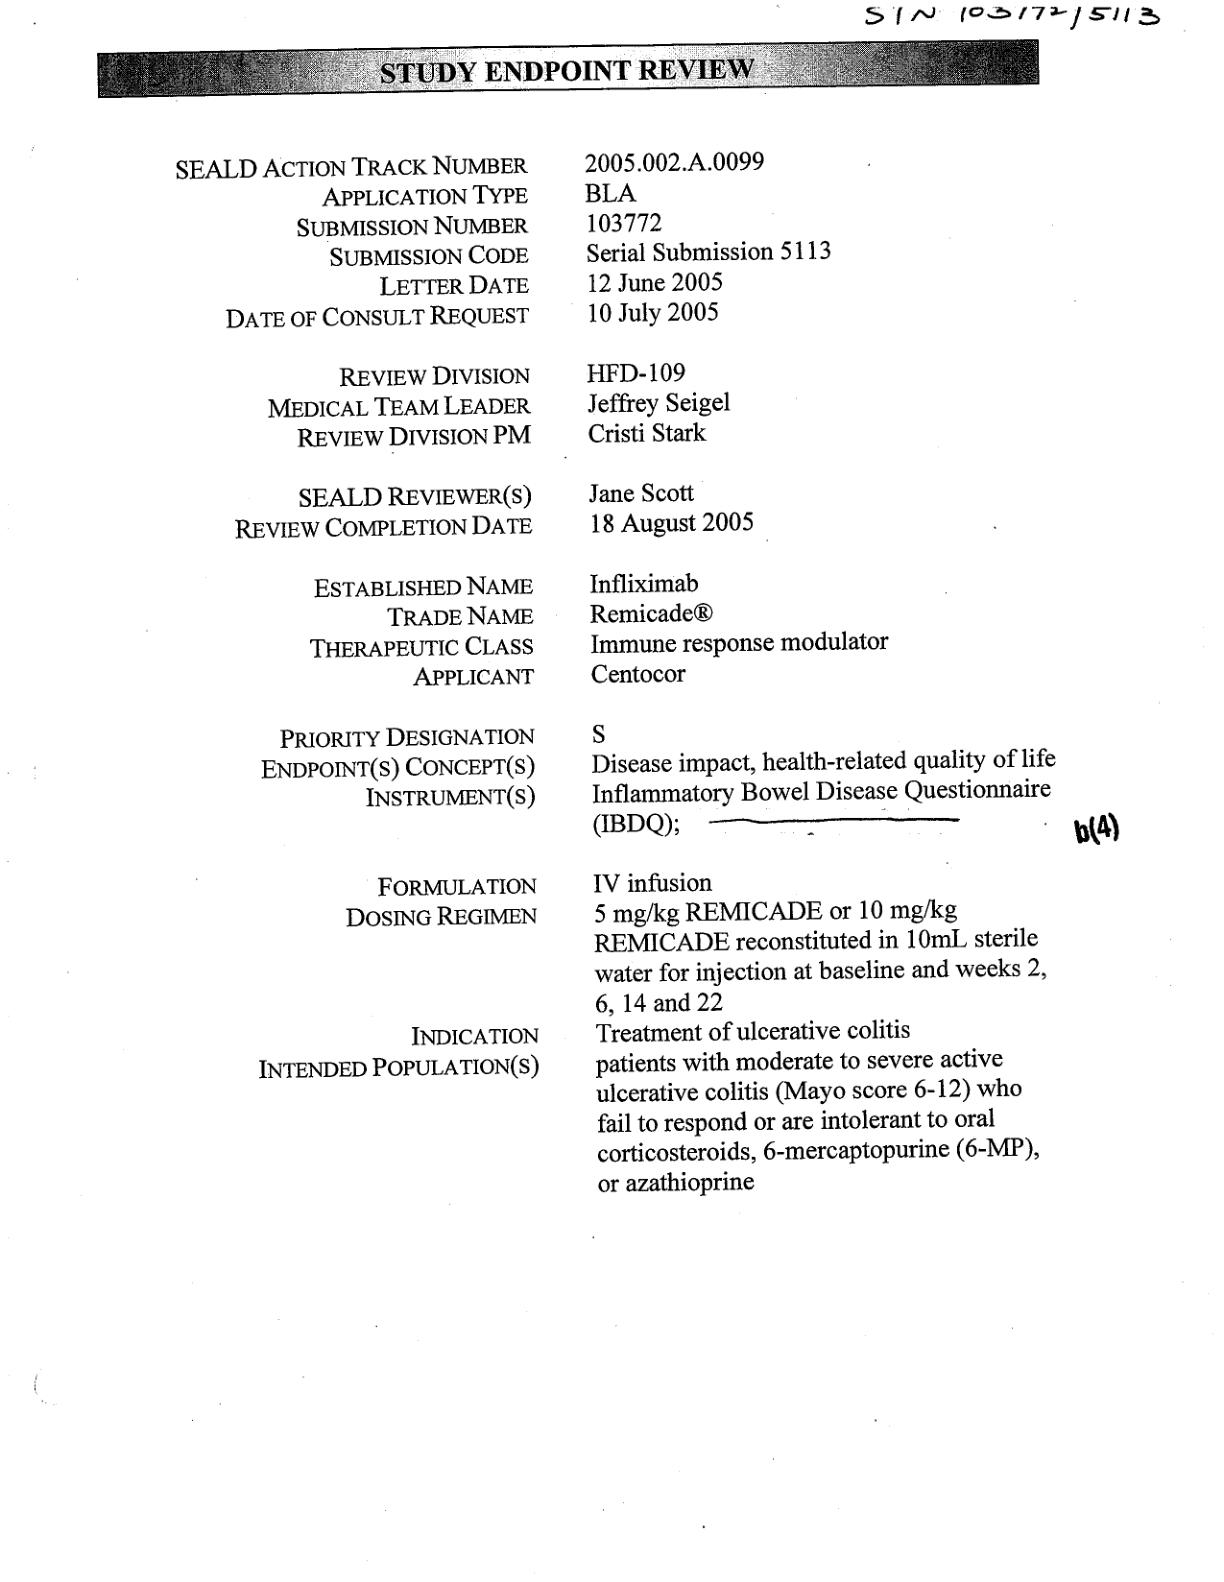 S I N 103172/5113
STUDY ENDPOINT REVIEW
SEALD ACTION TRACK NUMBER 2005.002.A.0099
APPLICATION TYPE BLA
SUBMISSION NUMBER 103772
SUBMISSION CODE Serial Submission 5113
LETTER DATE 12 June 2005
DATE OF CONSULT REQUEST 10 July 2005
REVIEW DIVISION HFD-109
MEDICAL TEAM LEADER Jeffrey Seigel
REVIEW DIVISION PM Cristi Stark
SEALD REVIEWER(S) Jane Scott
REVIEW COMPLETION DATE 18 August 2005
ESTABLISHED NAME Infliximab
TRADE NAME Remicade®
THERAPEUTIC CLASS Immune response modulator
APPLICANT Centocor
PRIORITY DESIGNATION S
ENDPOINT(S) CONCEPT(S) Disease impact, health-related quality of life
INSTRUMENT(S) Inflammatory Bowel Disease Questionnaire
(IBDQ);
b(4)
FORMULATION IV infusion
DOSING REGIMEN 5 mg/kg REMICADE or 10 mg/kg
REMICADE reconstituted in 10mL sterile
water for injection at baseline and weeks 2,
6, 14 and 22
INDICATION Treatment of ulcerative colitis
INTENDED POPULATION(S) patients with moderate to severe active
ulcerative colitis (Mayo score 6-12) who
fail to respond or are intolerant to oral
corticosteroids, 6-mercaptopurine (6-MP),
or azathioprine